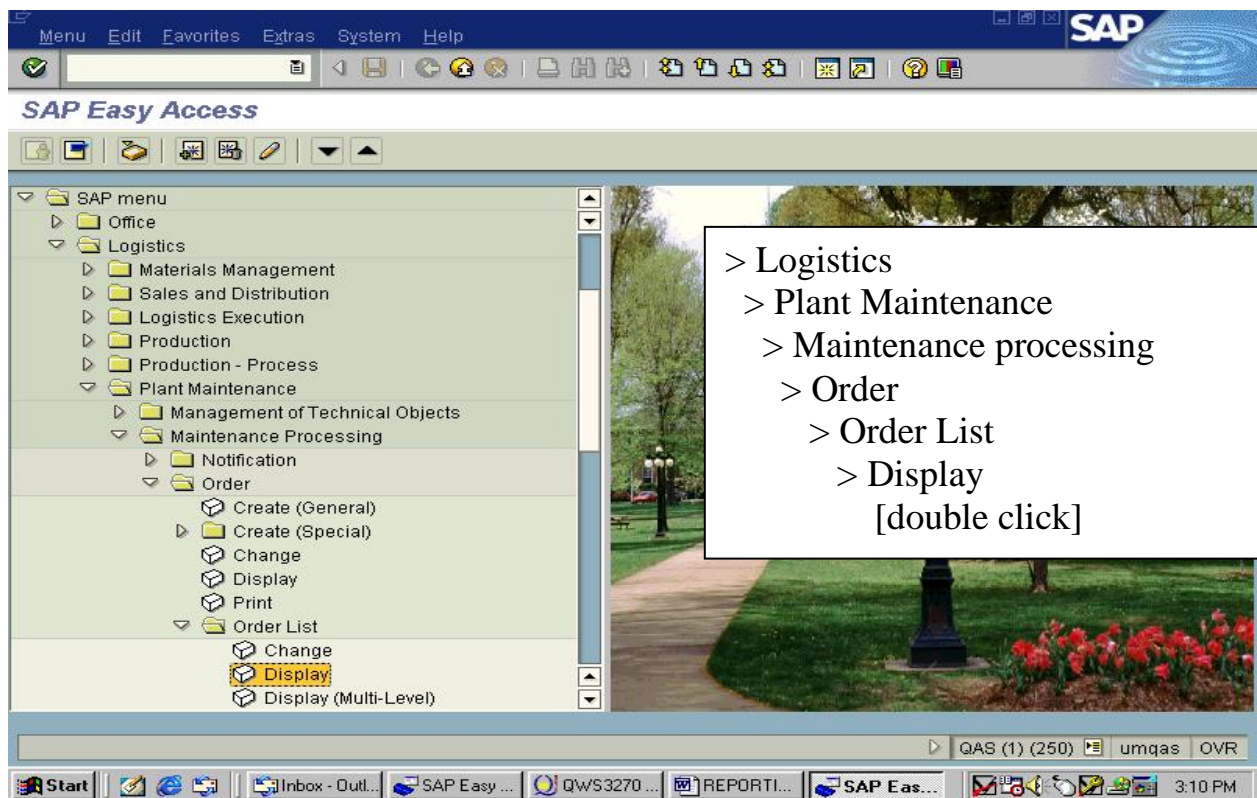 Menu Edit Favorites Extras System Help
SAP
SAP Easy Access
SAP menu
Office
Logistics
Materials Management
Sales and Distribution
Logistics Execution
Production
Production - Process
Plant Maintenance
Management of Technical Objects
Maintenance Processing
Notification
Order
Create (General)
Create (Special)
Change
Display
Print
Order List
Change
Display
Display (Multi-Level)
> Logistics
> Plant Maintenance
> Maintenance processing
> Order
> Order List
> Display
[double click]
QAS (1) (250) umqas OVR
Start Inbox - Outl... SAP Easy ... QWS3270 ... REPORTI... SAP Eas... 3:10 PM